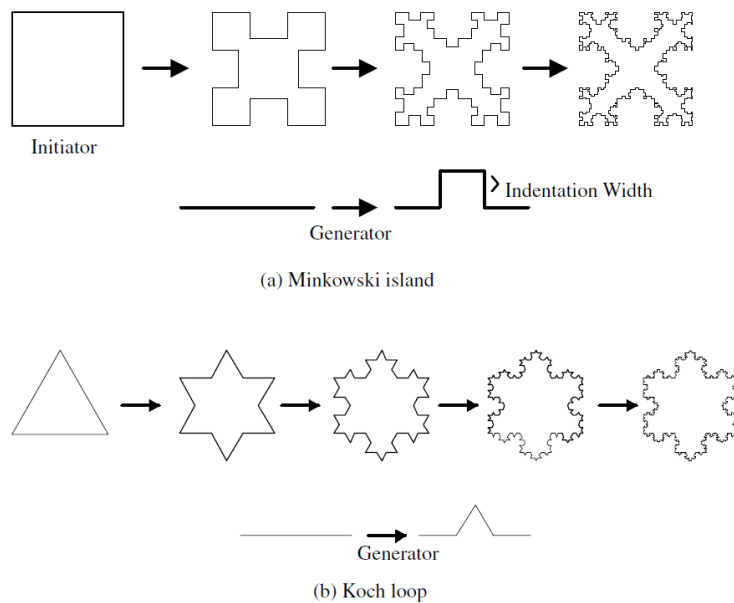 Initiator
Indentation Width
Generator
(a) Minkowski island
Generator
(b) Koch loop